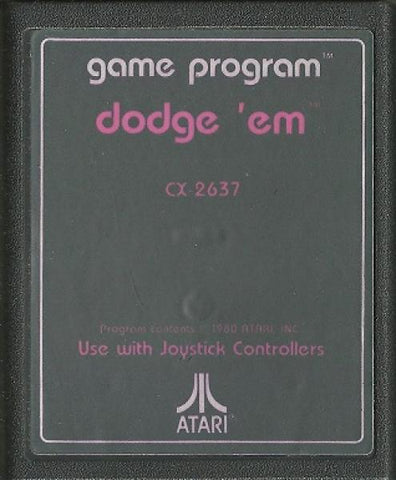 game program™
dodge 'em™
CX-2637
Program Contents © 1980 ATARI, INC.
Use with Joystick Controllers
ATARI